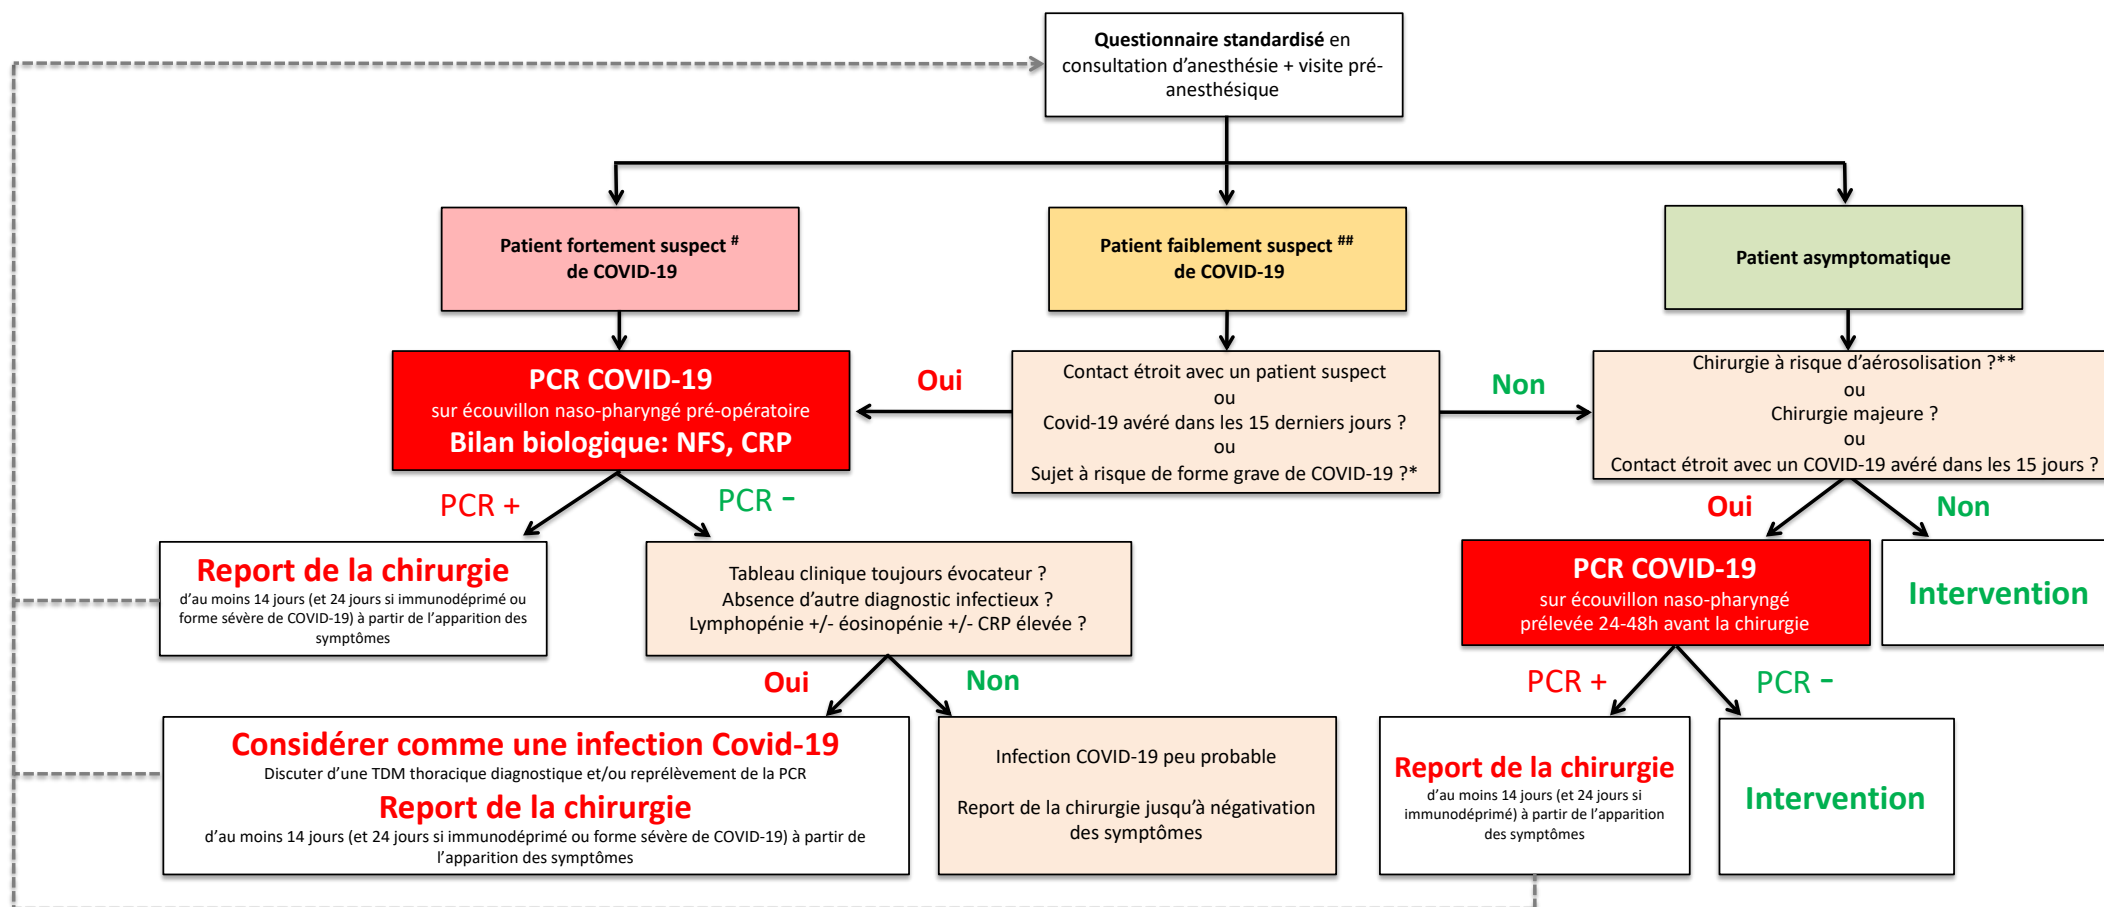 Questionnaire standardisé en
consultation d'anesthésie + visite pré-
anesthésique
Patient fortement suspect #
de COVID-19
Patient faiblement suspect ##
de COVID-19
Patient asymptomatique
PCR COVID-19
sur écouvillon naso-pharyngé pré-opératoire
Bilan biologique: NFS, CRP
Oui
Contact étroit avec un patient suspect
ou
Covid-19 avéré dans les 15 derniers jours ?
ou
Sujet à risque de forme grave de COVID-19 ?*
Non
Chirurgie à risque d'aérosolisation ?**
ou
Chirurgie majeure ?
ou
Contact étroit avec un COVID-19 avéré dans les 15 jours ?
PCR +
PCR -
Oui
Non
Report de la chirurgie
d'au moins 14 jours (et 24 jours si immunodéprimé ou
forme sévère de COVID-19) à partir de l'apparition des
symptômes
Tableau clinique toujours évocateur ?
Absence d'autre diagnostic infectieux ?
Lymphopénie +/- éosinopénie +/- CRP élevée ?
PCR COVID-19
sur écouvillon naso-pharyngé
prélevée 24-48h avant la chirurgie
Intervention
Oui
Non
PCR +
PCR -
Considérer comme une infection Covid-19
Discuter d'une TDM thoracique diagnostique et/ou reprélèvement de la PCR
Report de la chirurgie
d'au moins 14 jours (et 24 jours si immunodéprimé ou forme sévère de COVID-19) à partir de
l'apparition des symptômes
Infection COVID-19 peu probable
Report de la chirurgie jusqu'à négativation
des symptômes
Report de la chirurgie
d'au moins 14 jours (et 24 jours si
immunodéprimé) à partir de l'apparition
des symptômes
Intervention